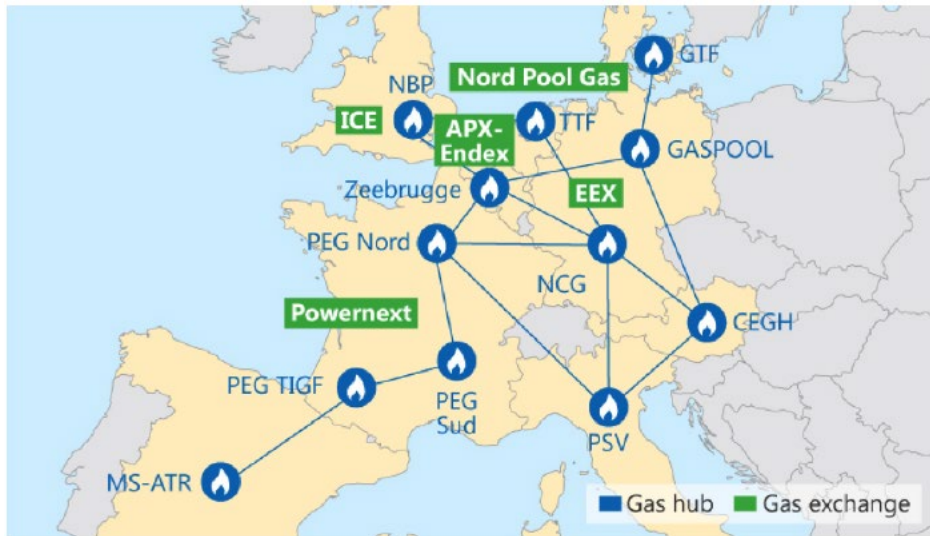 GTF
Nord Pool Gas
NBP
ICE
APX-
Endex
TTF
GASPOOL
Zeebrugge
EEX
PEG Nord
NCG
Powernext
CEGH
PEG TIGF
PEG
Sud
PSV
MS-ATR
Gas hub
Gas exchange